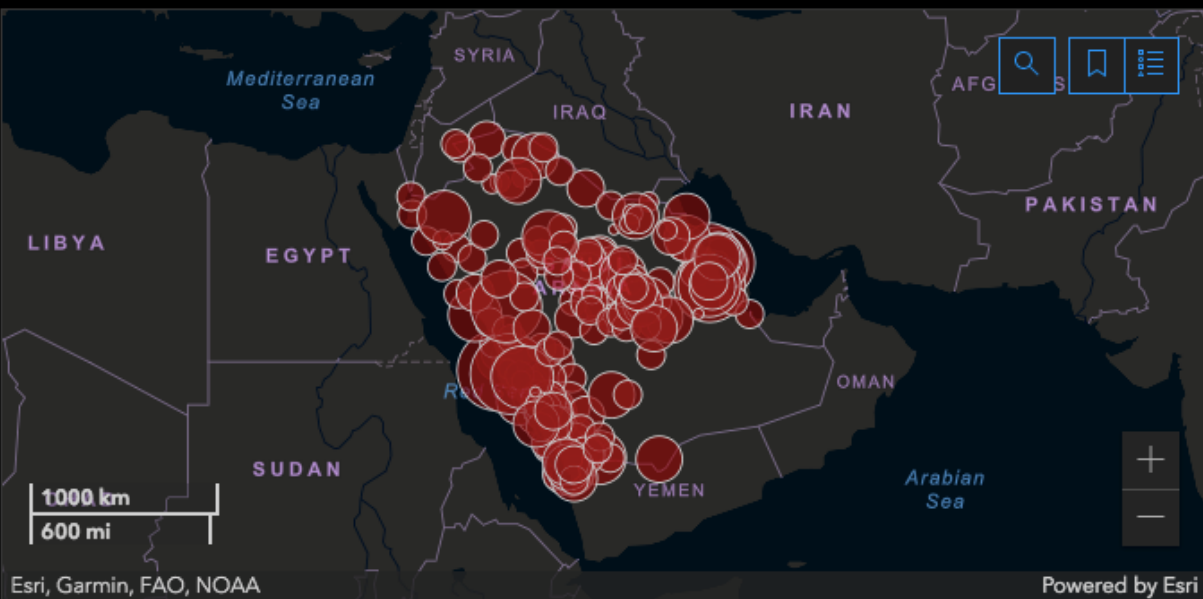 SYRIA
Mediterranean
Sea
IRAQ
IRAN
PAKISTAN
LIBYA
EGYPT
OMAN
SUDAN
YEMEN
Arabian
Sea
1000 km
600 mi
Esri, Garmin, FAO, NOAA
Powered by Esri